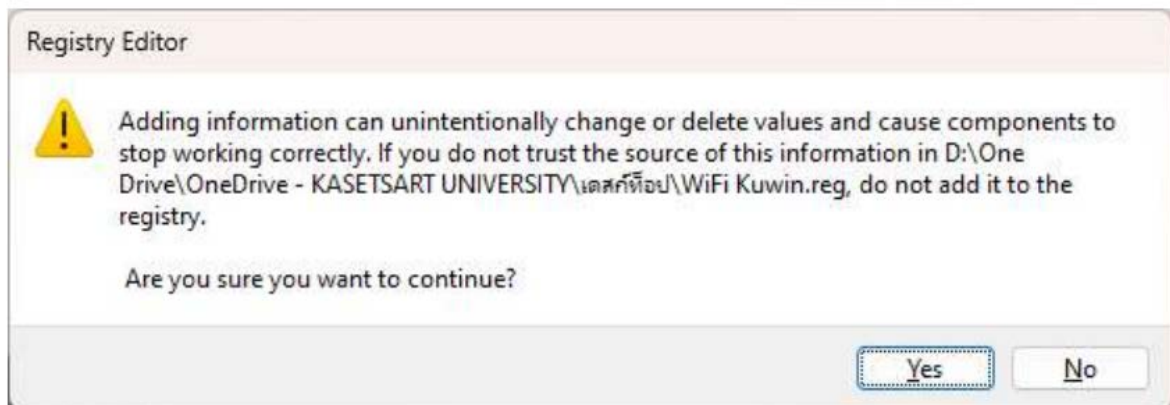 Registry Editor
Adding information can unintentionally change or delete values and cause components to
stop working correctly. If you do not trust the source of this information in D:\One
Drive\OneDrive - KASETSART UNIVERSITY\เดสก์ท็อป\WiFi Kuwin.reg, do not add it to the
registry.
Are you sure you want to continue?
Yes No